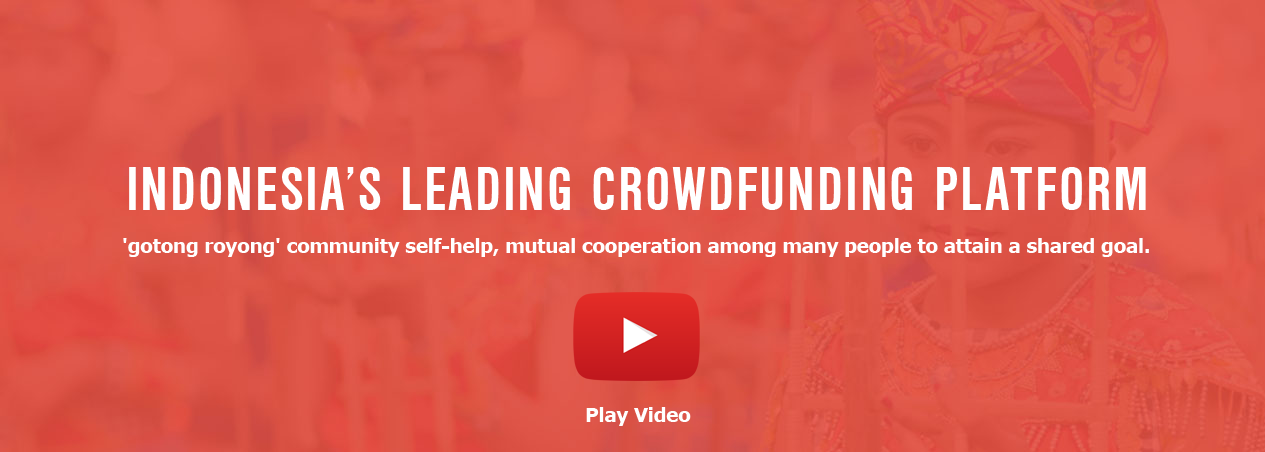 INDONESIA’S LEADING CROWDFUNDING PLATFORM
'gotong royong' community self-help, mutual cooperation among many people to attain a shared goal.
Play Video